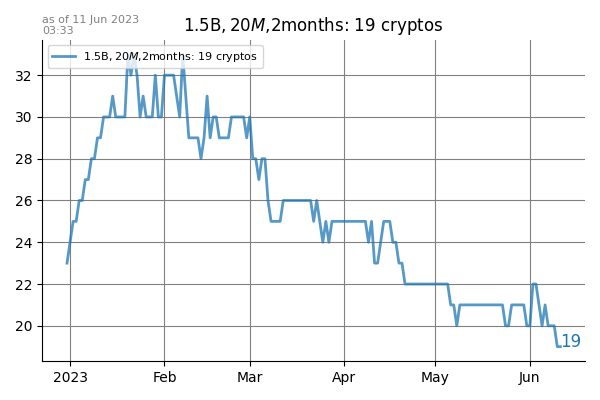 as of 11 Jun 2023
03:33
1.5B, 20M,2months: 19 cryptos
1.5B, 20M,2months: 19 cryptos
32
30
28
26
24
22
20
19
2023 Feb Mar Apr May Jun